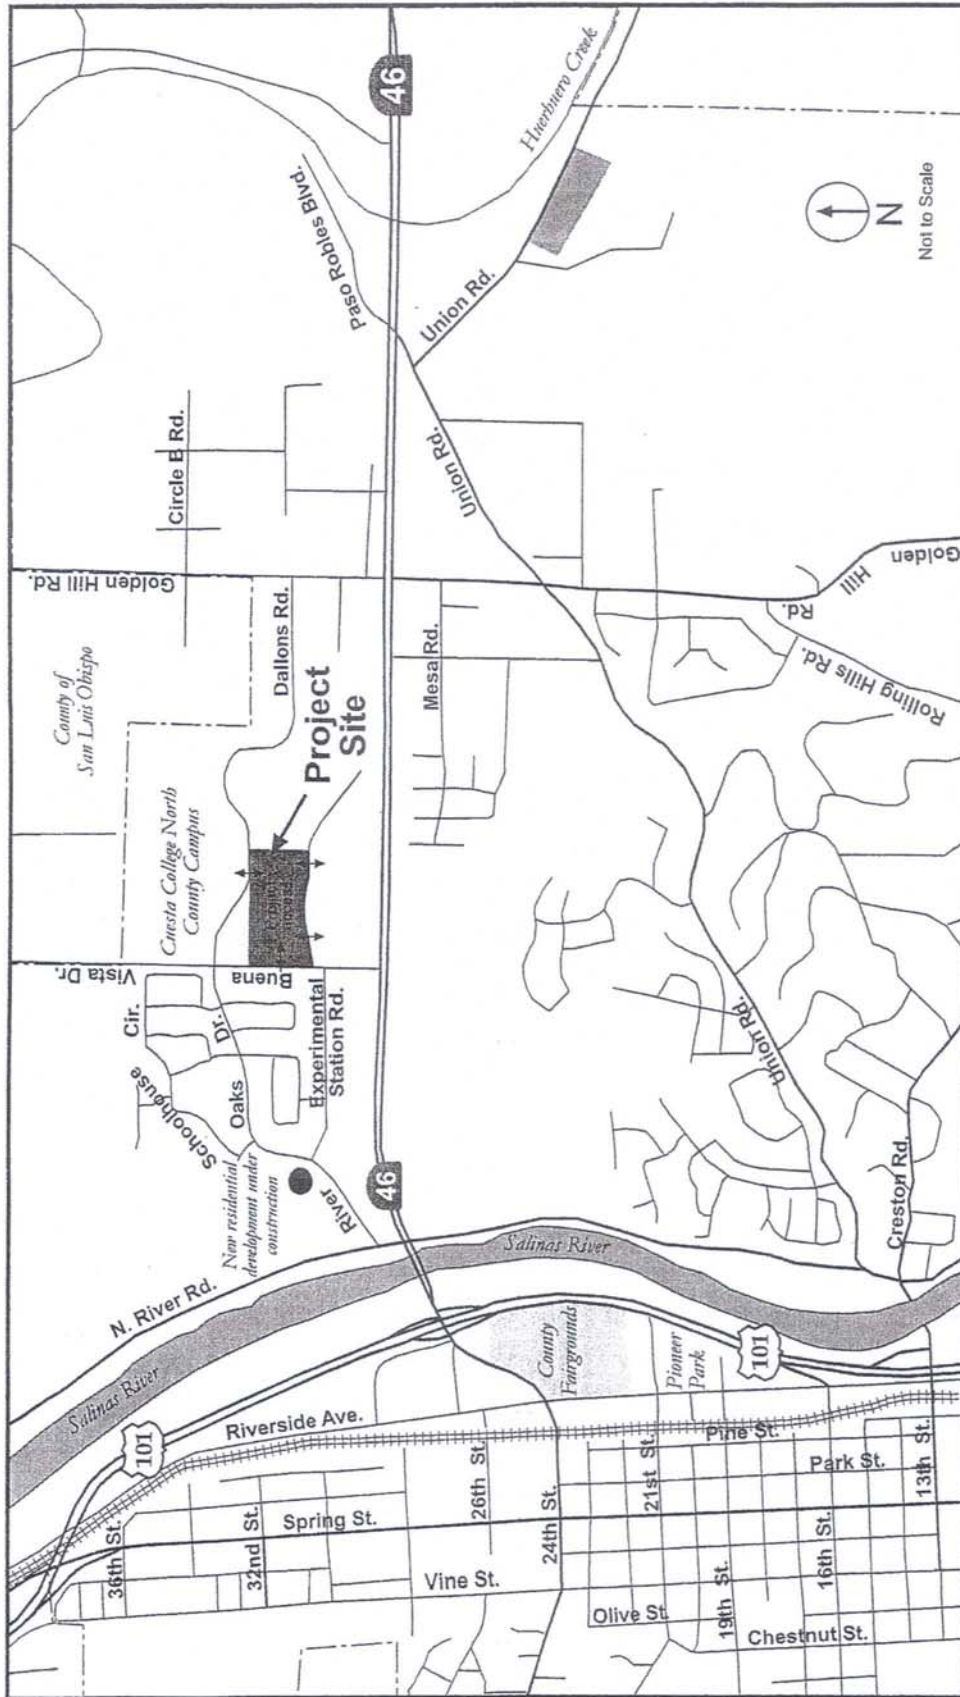 46
Huerhuero Creek
Paso Robles Blvd.
Union Rd.
N
Not to Scale
Circle B Rd.
Union Rd.
Golden Hill Rd.
Golden
Hill
Rd.
County of
San Luis Obispo
Dallons Rd.
Mesa Rd.
Rolling Hills Rd.
Project
Site
Cuesta College North
County Campus
Vista Dr.
Buena
Cir.
Dr.
Schoolhouse
Oaks
Experimental
Station Rd.
Union Rd.
New residential
development under
construction
River
46
Creston Rd.
N. River Rd.
Salinas River
Salinas River
County
Fairgrounds
Pioneer
Park
101
101
Riverside Ave.
Pine St.
Park St.
13th St.
26th St.
21st St.
24th St.
Spring St.
36th St.
32nd St.
16th St.
Vine St.
Olive St.
19th St.
Chestnut St.